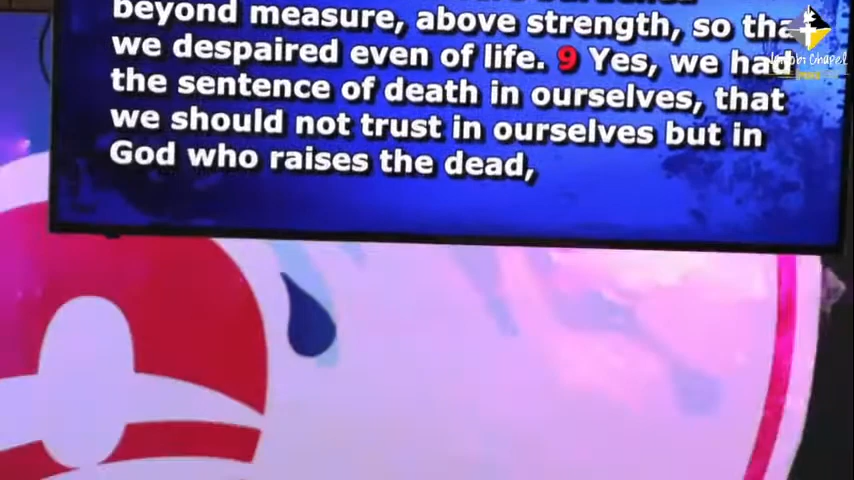 beyond measure, above strength, so tha
we despaired even of life. 9 Yes, we had
the sentence of death in ourselves, that
we should not trust in ourselves but in
God who raises the dead,
Chapel